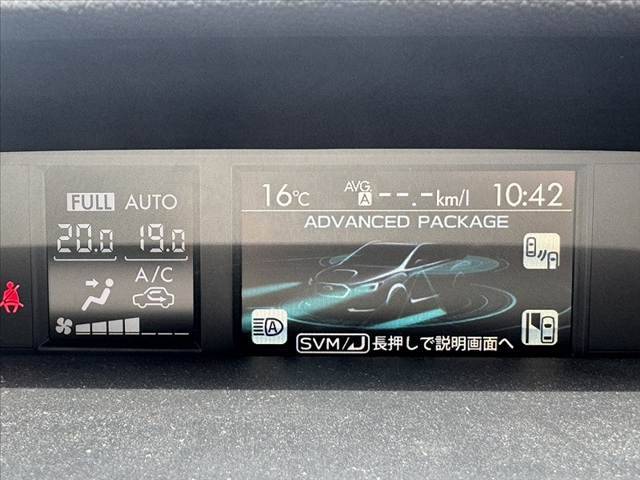 FULL AUTO
20.0 19.0
A/C
16℃ AVG. A --.- km/l 10:42
ADVANCED PACKAGE
A
SVM/ 長押しで説明画面へ